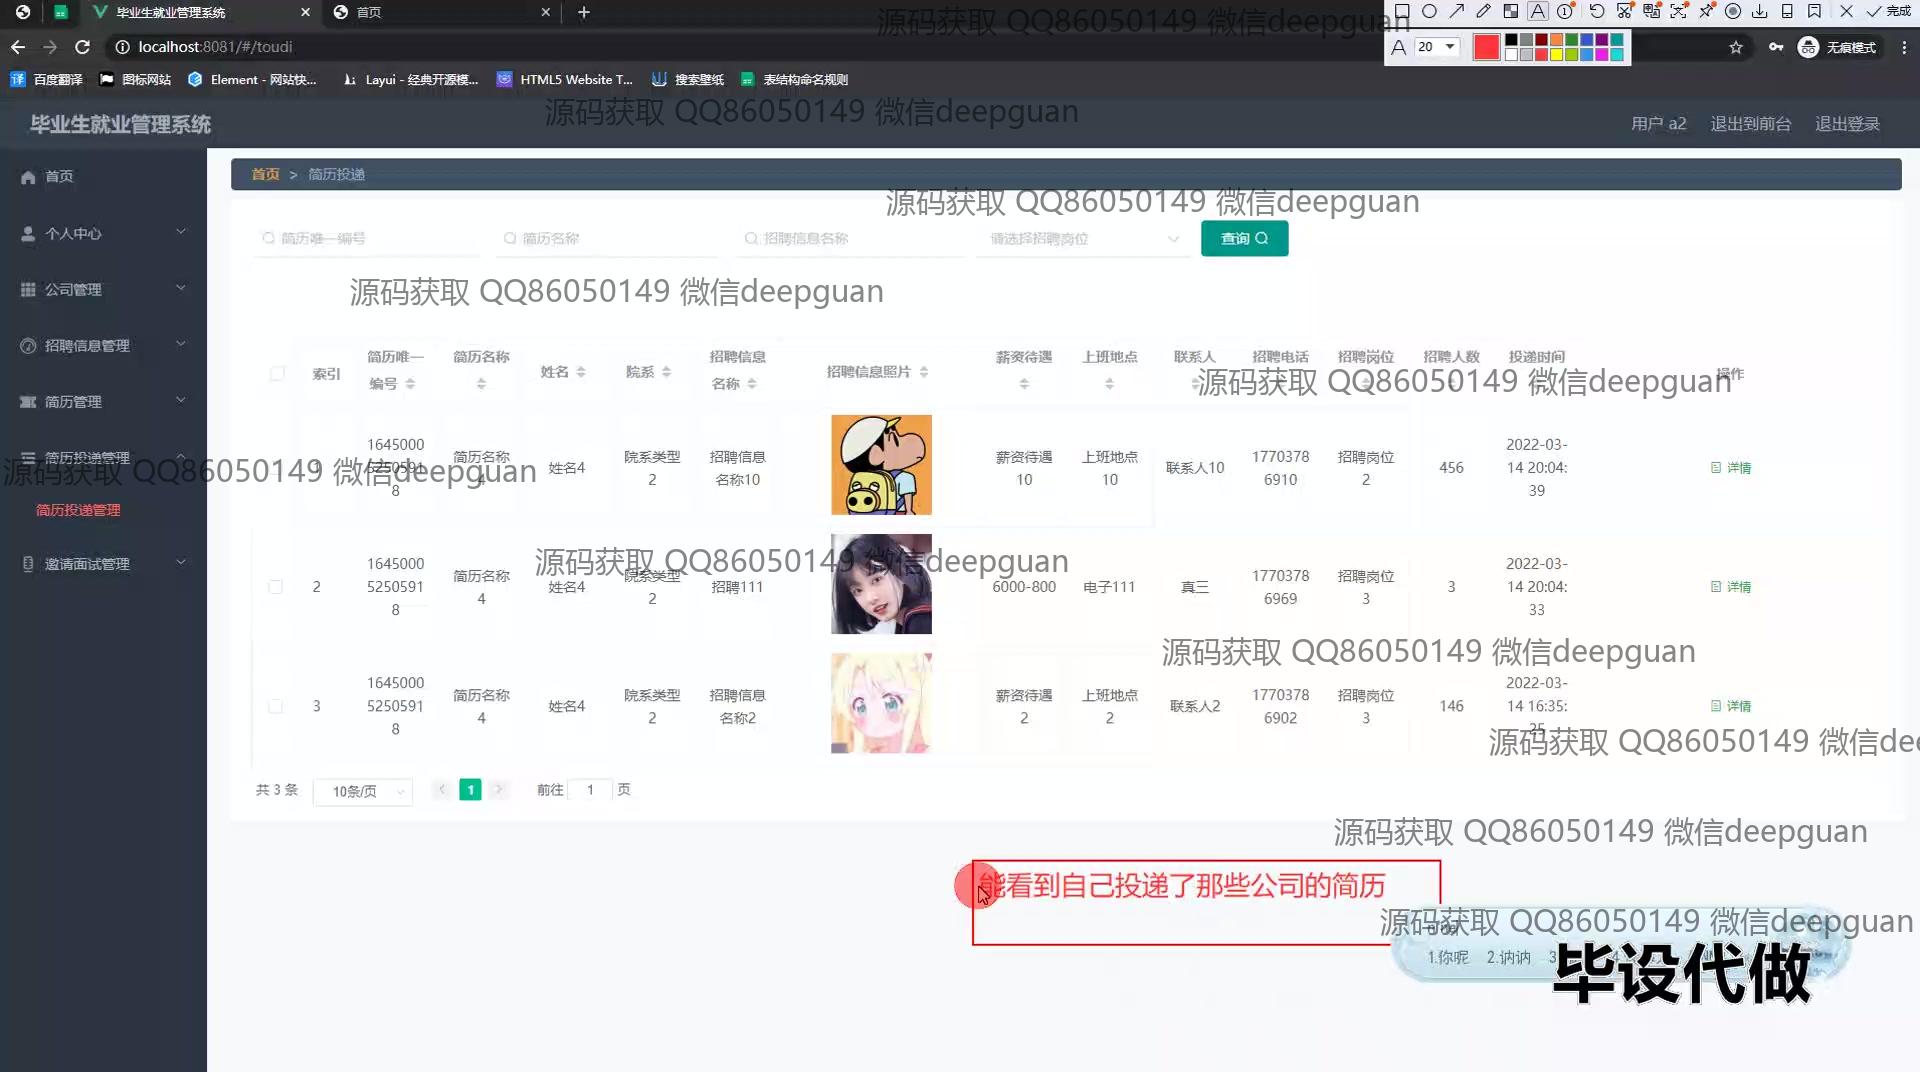 毕业生就业管理系统
首页
源码获取 QQ86050149 微信deepguan
完成
localhost:8081/#/toudi
A 20
无痕模式
百度翻译 图标网站 Element - 网站快... Layui - 经典开源模... HTML5 Website T... 搜索壁纸 表结构命名规则
源码获取 QQ86050149 微信deepguan
毕业生就业管理系统
用户 a2 退出到前台 退出登录
首页
个人中心
公司管理
招聘信息管理
简历管理
简历投递管理
简历投递管理
邀请面试管理
首页 > 简历投递
源码获取 QQ86050149 微信deepguan
简历唯一编号 简历名称 招聘信息名称 请选择招聘岗位 查询
源码获取 QQ86050149 微信deepguan
索引 简历唯一编号 简历名称 姓名 院系 招聘信息名称 招聘信息照片 薪资待遇 上班地点 联系人 招聘电话 招聘岗位 招聘人数 投递时间 操作
源码获取 QQ86050149 微信deepguan
1 164500052505918 简历名称4 姓名4 院系类型2 招聘信息名称10 薪资待遇10 上班地点10 联系人10 17703786910 招聘岗位2 456 2022-03-14 20:04:39 详情
源码获取 QQ86050149 微信deepguan
2 164500052505918 简历名称4 姓名4 院系类型2 招聘111 6000-800 电子111 真三 17703786969 招聘岗位3 3 2022-03-14 20:04:33 详情
源码获取 QQ86050149 微信deepguan
源码获取 QQ86050149 微信deepguan
3 164500052505918 简历名称4 姓名4 院系类型2 招聘信息名称2 薪资待遇2 上班地点2 联系人2 17703786902 招聘岗位3 146 2022-03-14 16:35: 详情
源码获取 QQ86050149 微信dee
共 3 条 10条/页 1 前往 1 页
源码获取 QQ86050149 微信deepguan
能看到自己投递了那些公司的简历
源码获取 QQ86050149 微信deepguan
1.你呢 2.讷讷 3
毕设代做